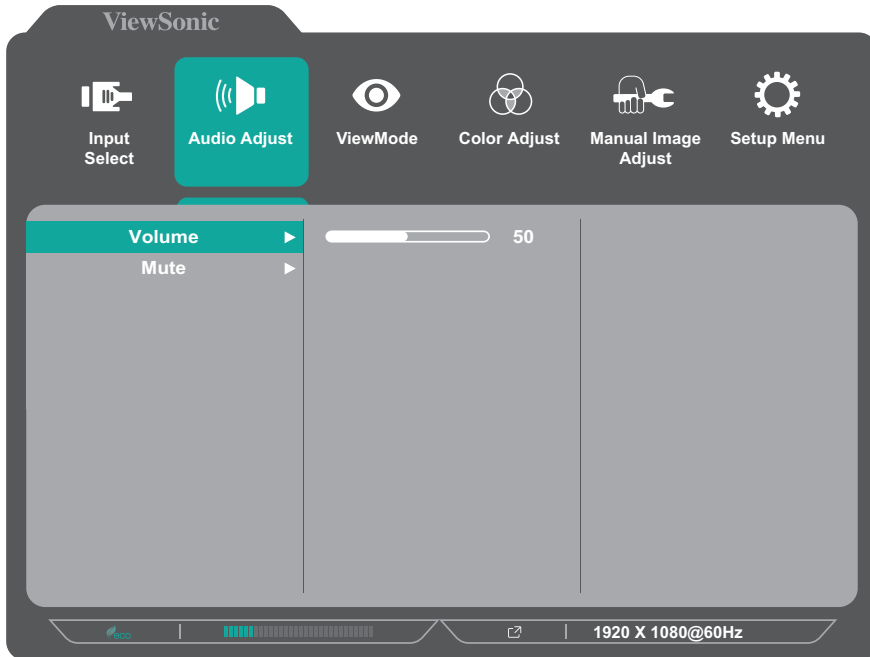 ViewSonic
Input
Select
Audio Adjust
ViewMode
Color Adjust
Manual Image
Adjust
Setup Menu
Volume
50
Mute
eco
1920 X 1080@60Hz